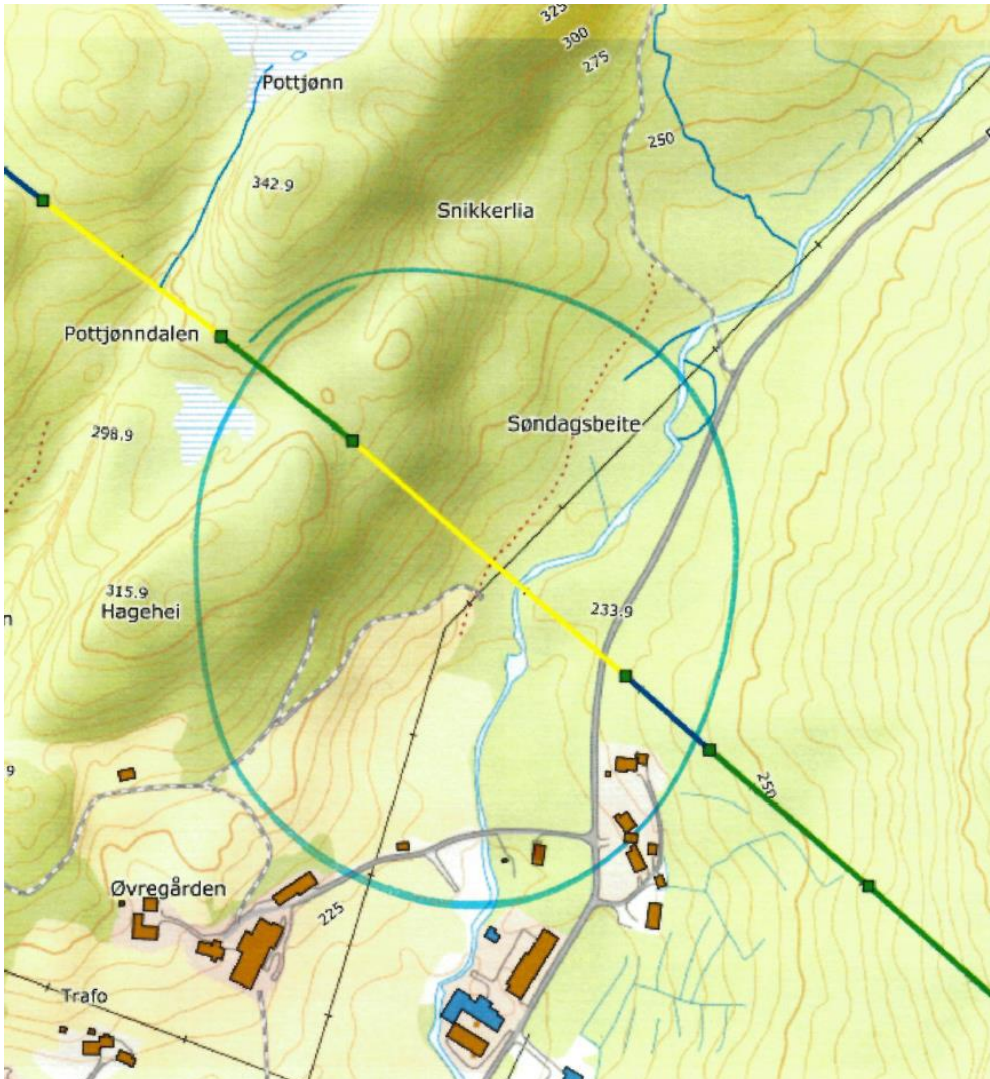 325
300
275
Pottjønn
250
342.9
Snikkerlia
Pottjønndalen
Søndagsbeite
298.9
315.9
233.9
Hagehei
n
9
250
Øvregården
225
Trafo